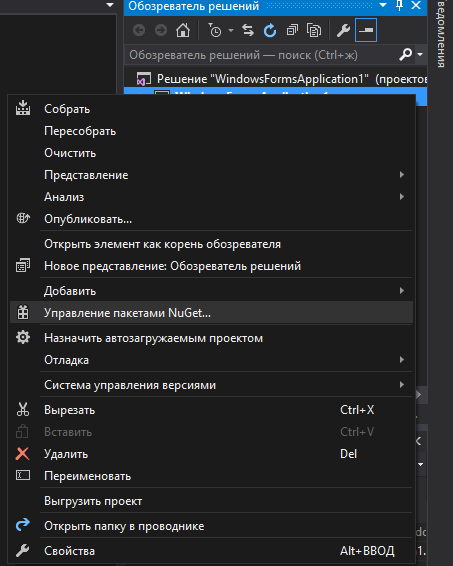 Обозреватель решений
Обозреватель решений — поиск (Ctrl+ж)
Решение "WindowsFormsApplication1" (проектов
ведомления
Собрать
Пересобрать
Очистить
Представление
Анализ
Опубликовать...
Открыть элемент как корень обозревателя
Новое представление: Обозреватель решений
Добавить
Управление пакетами NuGet...
Назначить автозагружаемым проектом
Отладка
Система управления версиями
Вырезать Ctrl+X
Вставить Ctrl+V
Удалить Del
Переименовать
Выгрузить проект
Открыть папку в проводнике
Свойства Alt+ВВОД